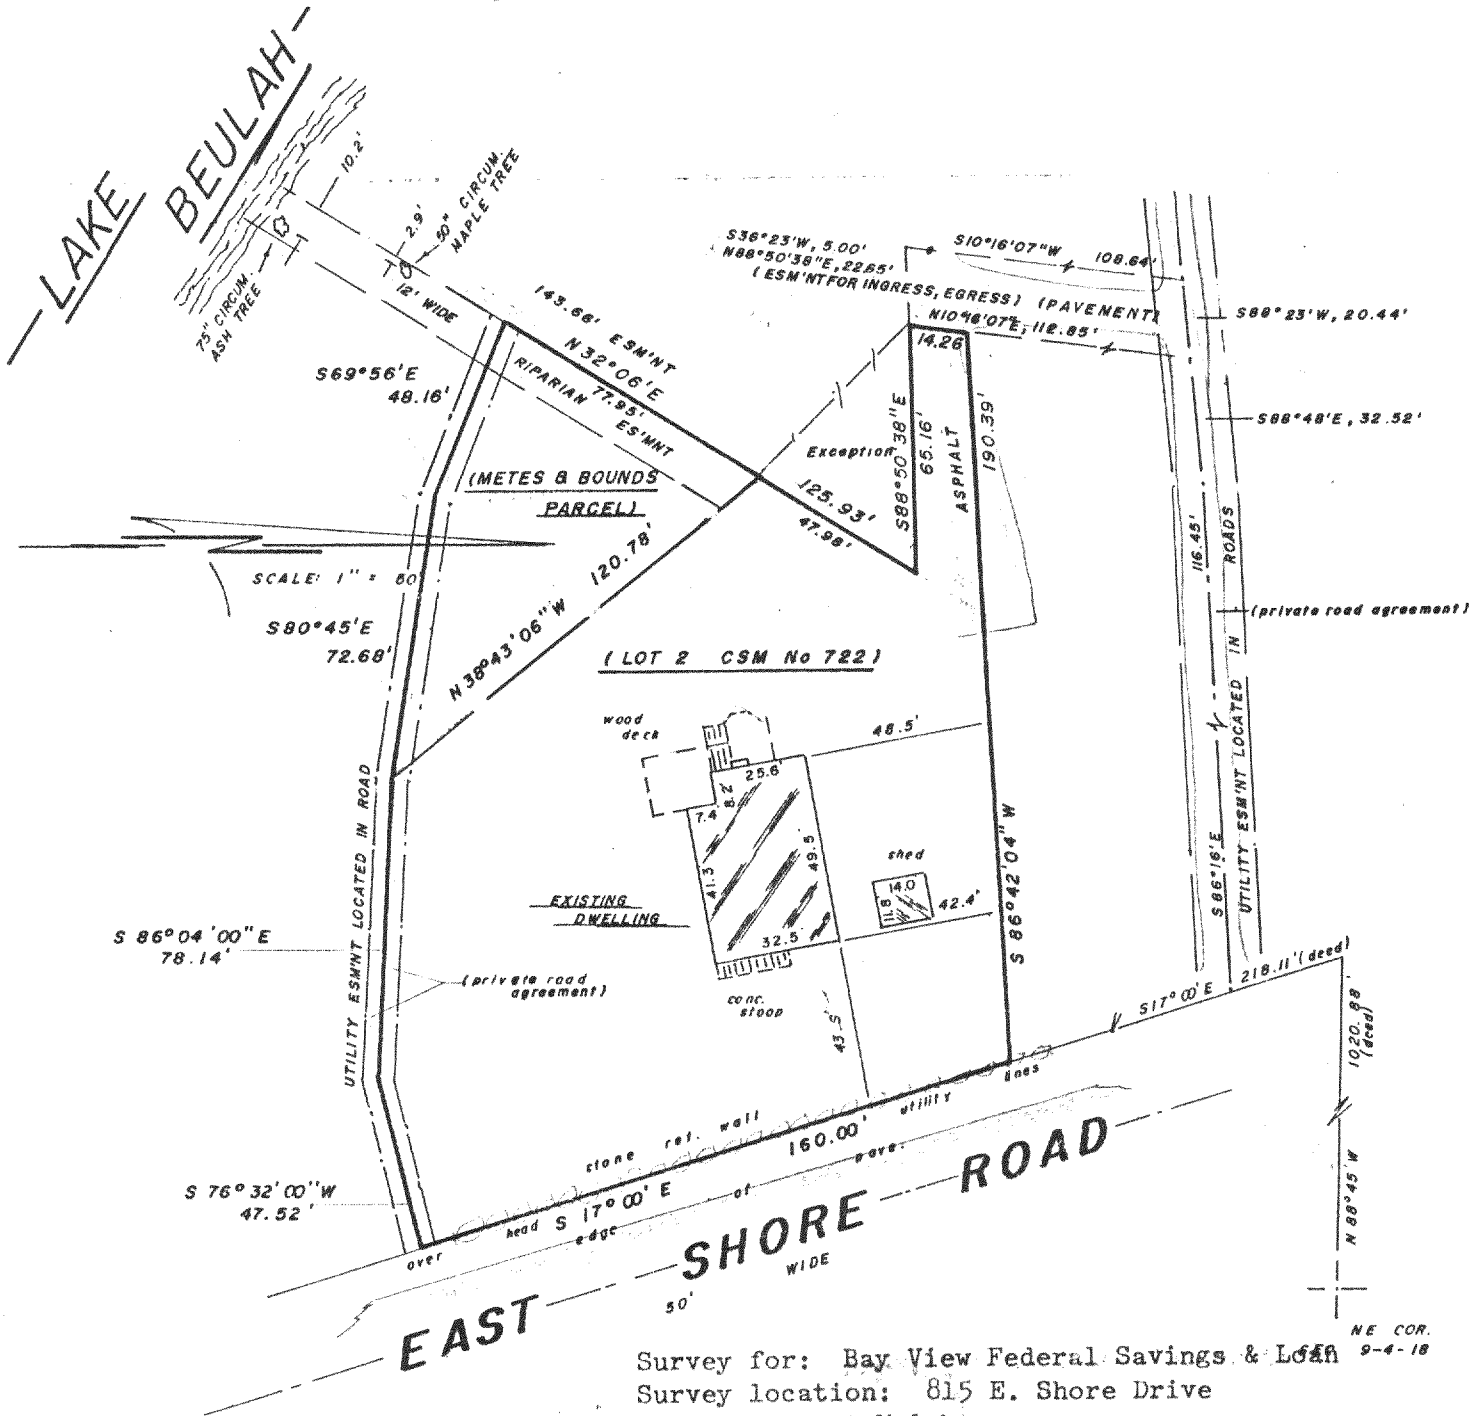 LAKE
BEULAH
10.2'
2.9'
50" CIRCUM.
MAPLE TREE
75" CIRCUM.
ASH TREE
12' WIDE
143.66' ESM'NT
N 32°06'E
77.95'
RIPARIAN
ES'MNT
S36°23'W, 5.00'
N88°50'38"E, 22.85'
(ESM'NT FOR INGRESS, EGRESS) (PAVEMENT)
S10°16'07"W 108.64'
N10°16'07"E, 112.85'
14.26
S88°23'W, 20.44'
S88°48'E, 32.52'
S69°56'E
48.16'
Exception
S88°50'38"E
65.16'
ASPHALT
190.39'
125.93'
47.98'
(METES & BOUNDS
PARCEL)
120.78'
N 38°43'06" W
SCALE: 1" = 50'
S80°45'E
72.68'
(LOT 2 CSM No 722)
116.45'
UTILITY ESM'NT LOCATED IN ROADS
(private road agreement)
S 86°16'E
wood
deck
48.5'
25.6'
8.2'
7.4'
41.3'
49.5'
32.5'
shed
14.0
11.8'
42.4'
S 86°42'04" W
EXISTING
DWELLING
conc.
stoop
43.5'
UTILITY ESM'NT LOCATED IN ROAD
S 86°04'00" E
78.14'
(private road
agreement)
S 76°32'00" W
47.52'
S17°00'E
218.11' (deed)
1020.88'
(deed)
N 88°45'W
stone ret. wall
160.00'
over head utility lines
S 17°00' E
edge of pave.
EAST SHORE ROAD
50' WIDE
NE COR.
SEC. 9-4-18
Survey for: Bay View Federal Savings & Loan
Survey location: 815 E. Shore Drive